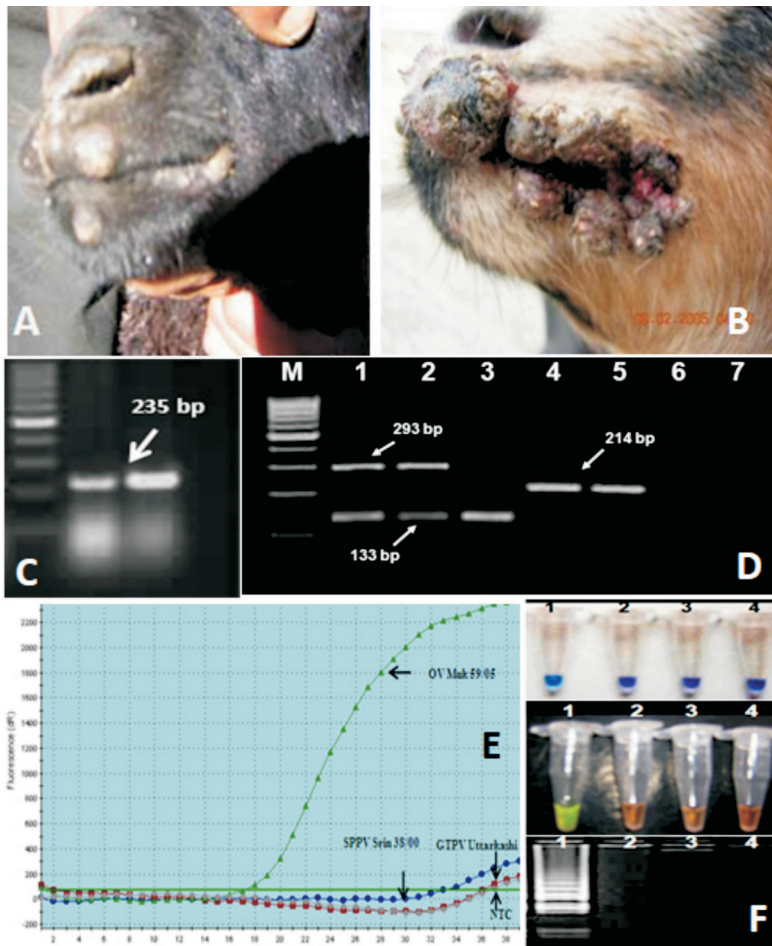 A
B
235 bp
C
M 1 2 3 4 5 6 7
293 bp
214 bp
133 bp
D
Fluorescence (dR)
2200
2000
1800
1600
1400
1200
1000
800
600
400
200
0
-200
OV Muk 59/05
E
SPPV Srin 38/00
GTPV Uttarkashi
NTC
2 4 6 8 10 12 14 16 18 20 22 24 26 28 30 32 34 36 38
1 2 3 4
1 2 3 4
1 2 3 4
F